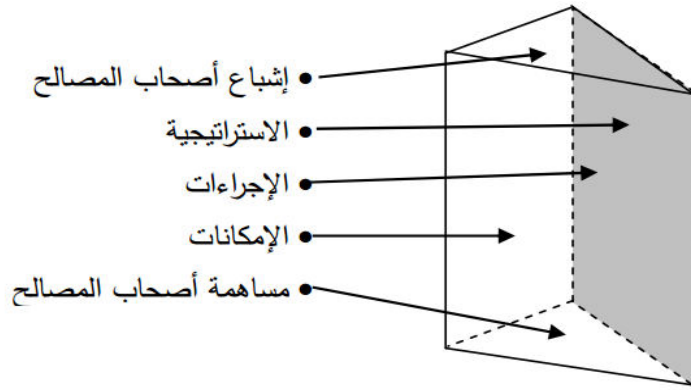 • إشباع أصحاب المصالح
• الاستراتيجية
• الإجراءات
• الإمكانات
• مساهمة أصحاب المصالح